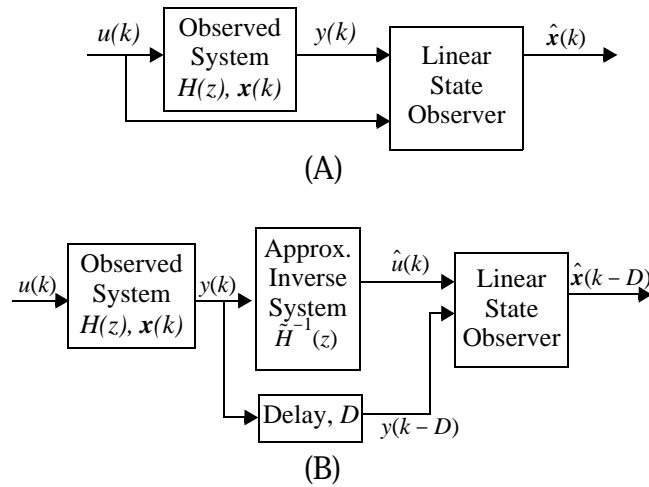 u(k)
Observed
System
H(z), x(k)
y(k)
Linear
State
Observer
x̂(k)
(A)
u(k)
Observed
System
H(z), x(k)
y(k)
Approx.
Inverse
System
H̃⁻¹(z)
û(k)
Linear
State
Observer
x̂(k – D)
Delay, D
y(k – D)
(B)